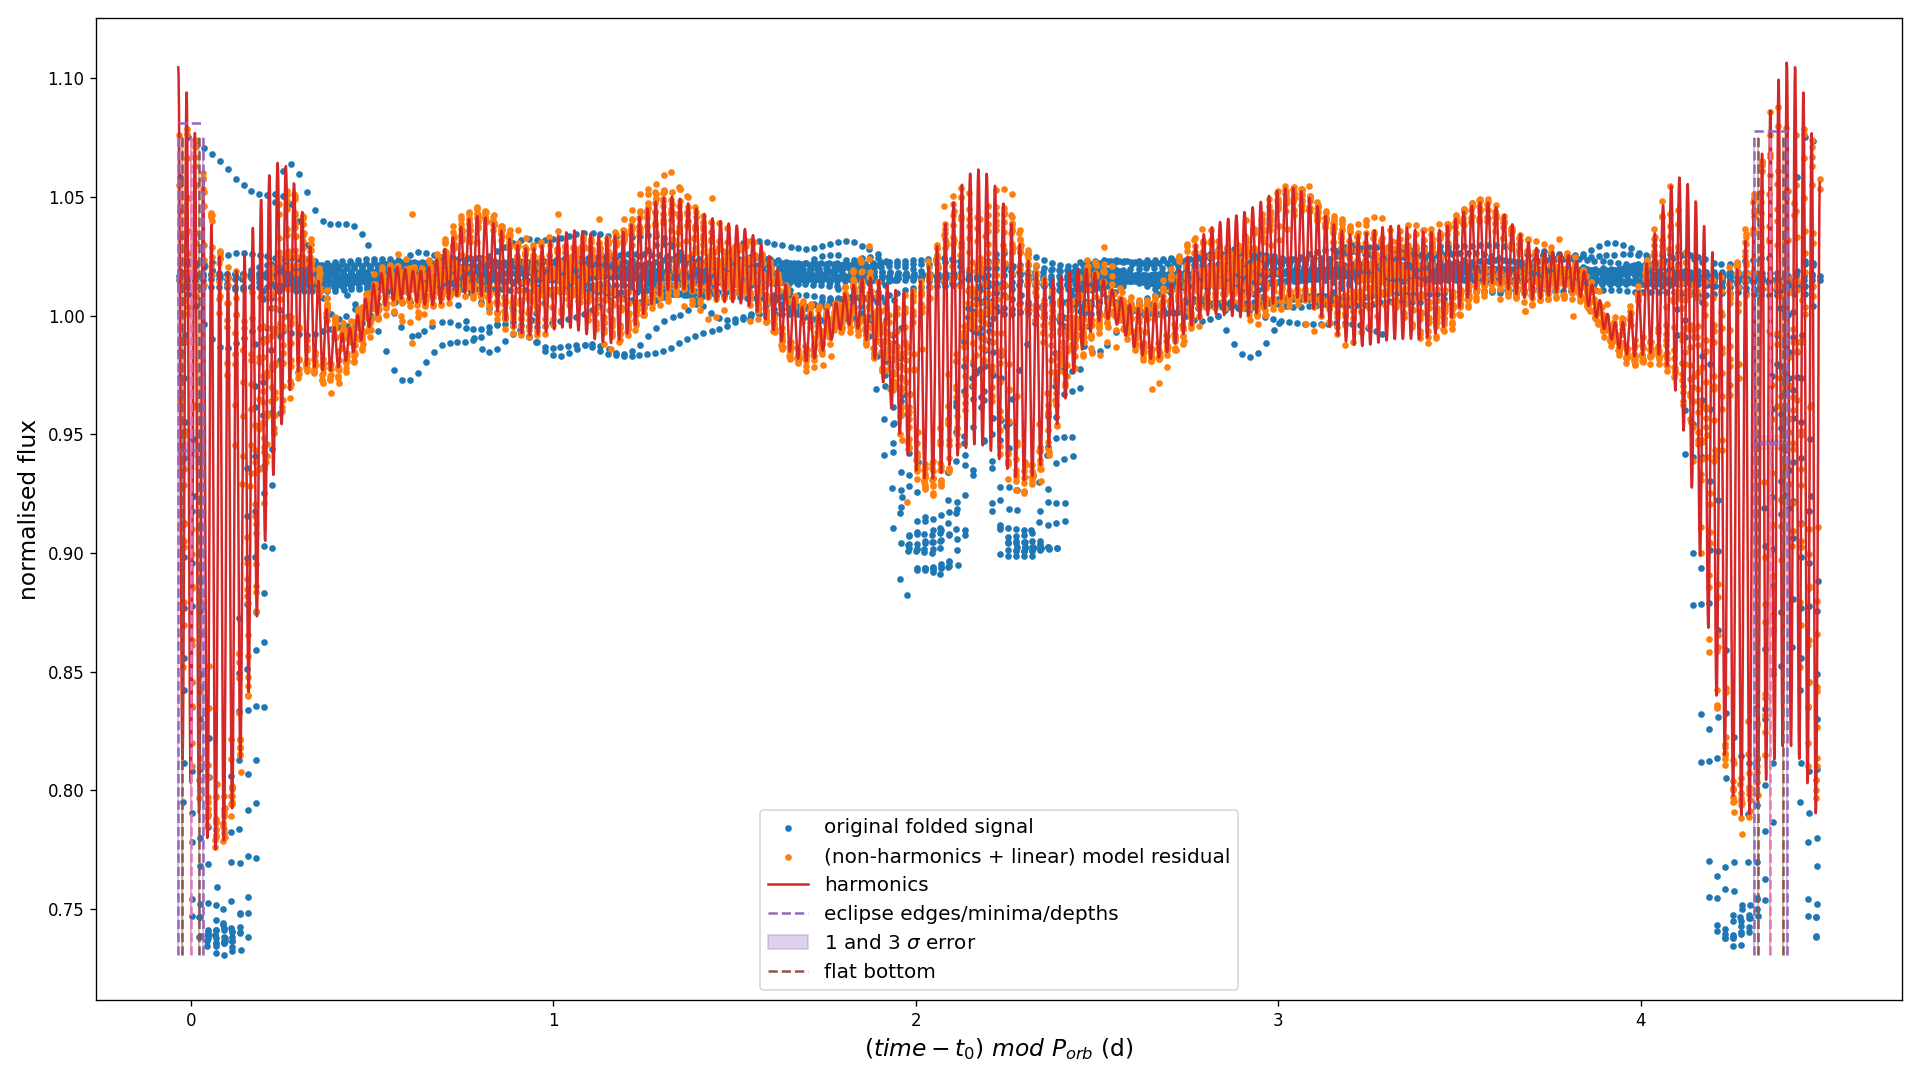 1.10
1.05
1.00
0.95
0.90
0.85
0.80
0.75
normalised flux
original folded signal
(non-harmonics + linear) model residual
harmonics
eclipse edges/minima/depths
1 and 3 σ error
flat bottom
0 1 2 3 4
(time − t₀) mod Pₒᵣᵦ (d)